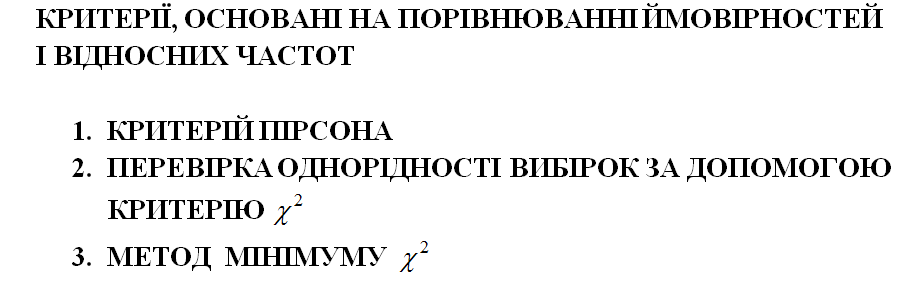 КРИТЕРІЇ, ОСНОВАНІ НА ПОРІВНЮВАННІ ЙМОВІРНОСТЕЙ
І ВІДНОСНИХ ЧАСТОТ
1. КРИТЕРІЙ ПІРСОНА
2. ПЕРЕВІРКА ОДНОРІДНОСТІ ВИБІРОК ЗА ДОПОМОГОЮ
КРИТЕРІЮ χ²
3. МЕТОД МІНІМУМУ χ²